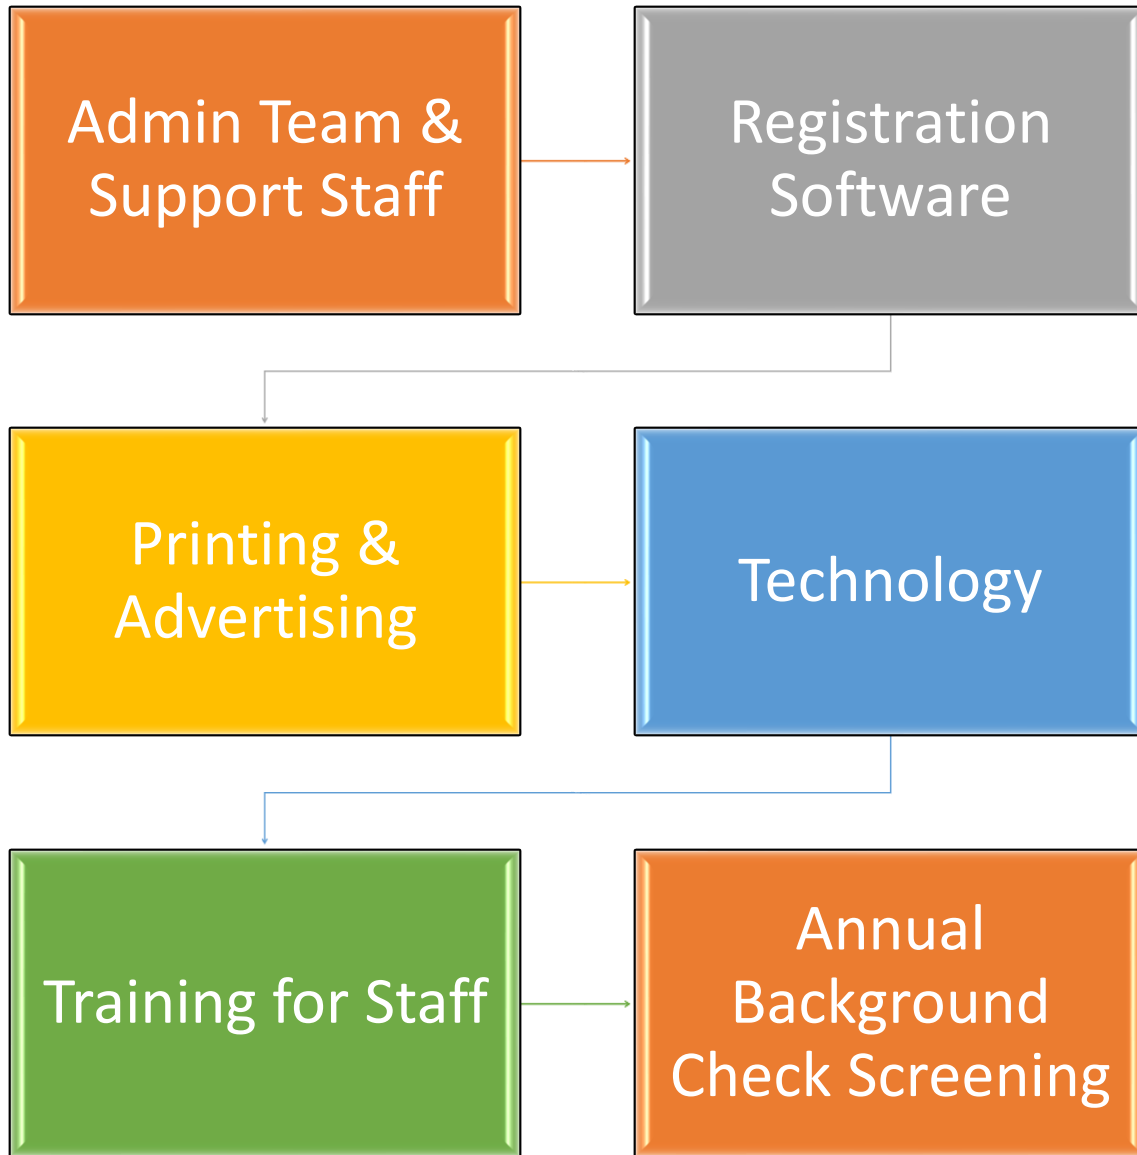 Admin Team &
Support Staff
Registration
Software
Printing &
Advertising
Technology
Training for Staff
Annual
Background
Check Screening